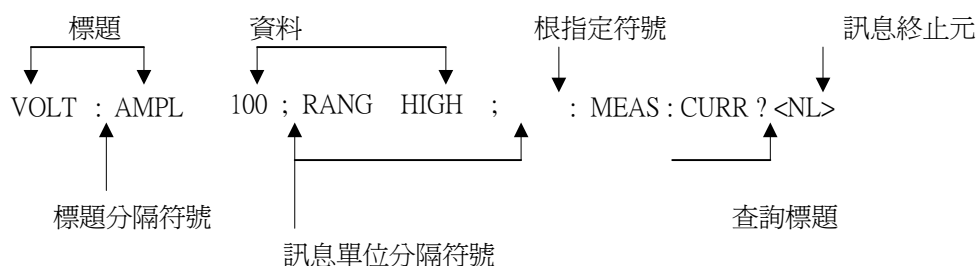 標題 資料 根指定符號 訊息終止元
VOLT : AMPL 100 ; RANG HIGH ; : MEAS : CURR ? <NL>
標題分隔符號 查詢標題
訊息單位分隔符號